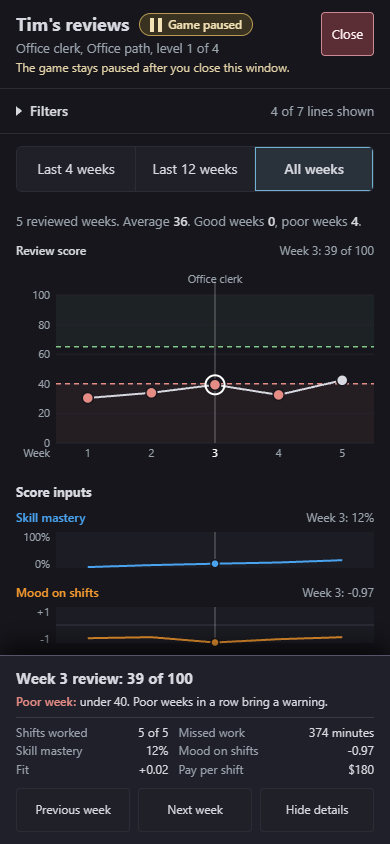 Tim's reviews
Game paused
Close
Office clerk, Office path, level 1 of 4
The game stays paused after you close this window.
Filters
4 of 7 lines shown
Last 4 weeks
Last 12 weeks
All weeks
5 reviewed weeks. Average 36. Good weeks 0, poor weeks 4.
Review score
Week 3: 39 of 100
Office clerk
100
80
60
40
20
0
Week 1 2 3 4 5
Score inputs
Skill mastery
Week 3: 12%
100%
0%
Mood on shifts
Week 3: -0.97
+1
-1
Week 3 review: 39 of 100
Poor week: under 40. Poor weeks in a row bring a warning.
Shifts worked 5 of 5 Missed work 374 minutes
Skill mastery 12% Mood on shifts -0.97
Fit +0.02 Pay per shift $180
Previous week
Next week
Hide details